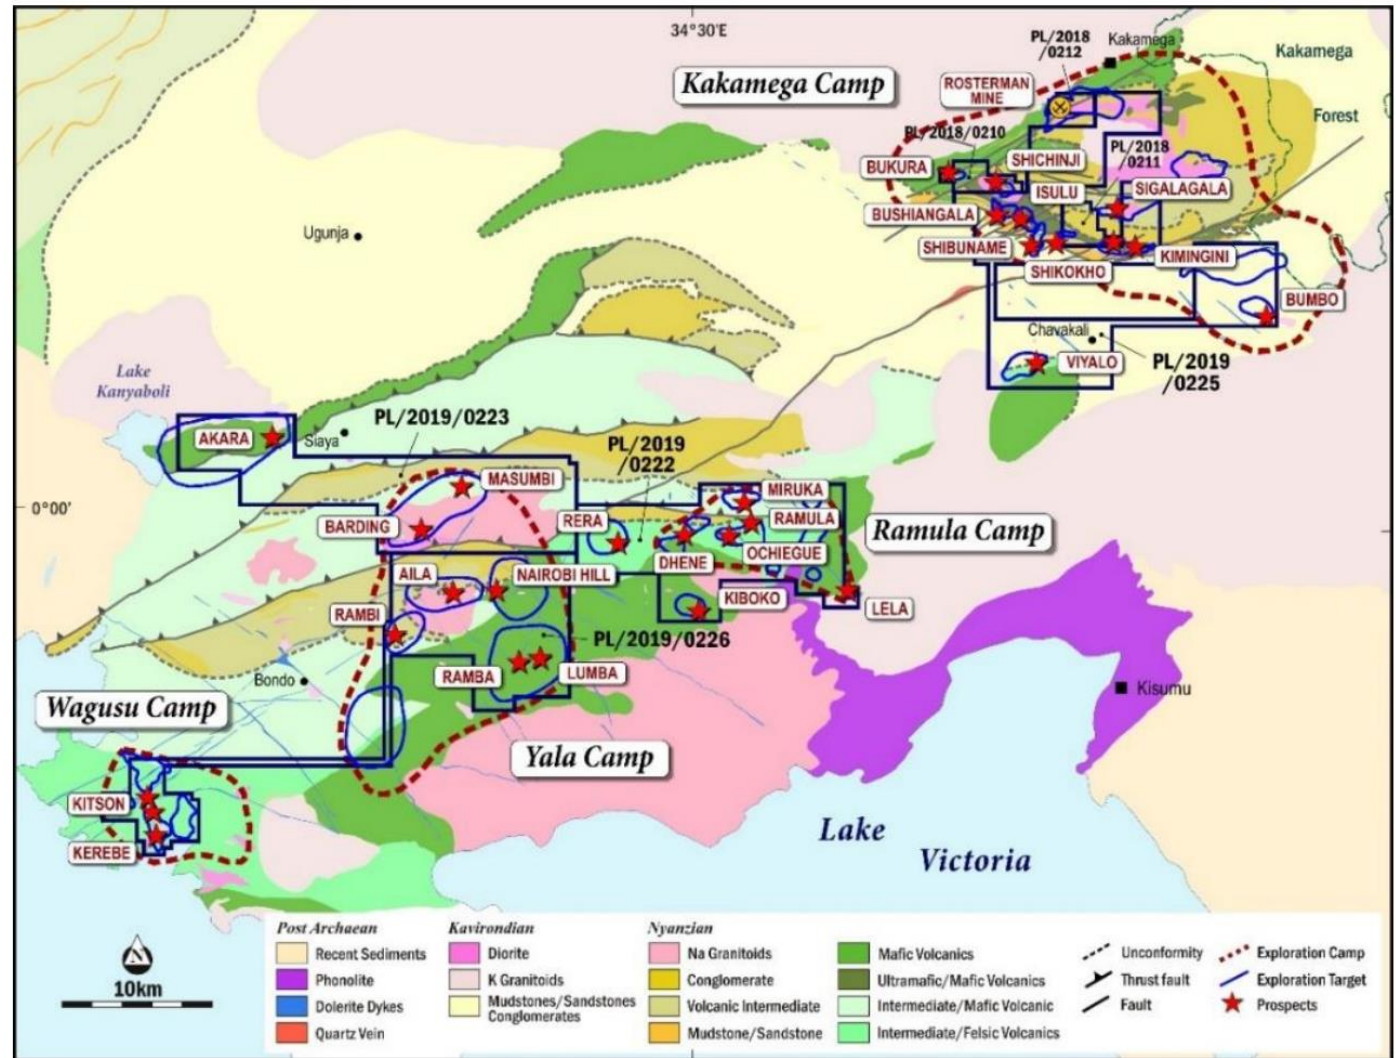 34°30'E
PL/2018
/0212
Kakamega
Kakamega
Forest
Kakamega Camp
ROSTERMAN
MINE
PL/2018/0210
PL/2018
/0211
BUKURA
SHICHINJI
ISULU
SIGALAGALA
BUSHIANGALA
SHIBUNAME
SHIKOKHO
KIMINGINI
BUMBO
Ugunja
Chavakali
VIYALO
PL/2019
/0225
Lake
Kanyaboli
AKARA
Siaya
PL/2019/0223
PL/2019
/0222
MASUMBI
MIRUKA
0°00'
BARDING
RERA
RAMULA
Ramula Camp
OCHIEGUE
DHENE
AILA
NAIROBI HILL
KIBOKO
LELA
RAMBI
PL/2019/0226
Bondo
RAMBA
LUMBA
Kisumu
Wagusu Camp
Yala Camp
KITSON
KEREBE
Lake
Victoria
N
10km
Post Archaean
Recent Sediments
Phonolite
Dolerite Dykes
Quartz Vein
Kavirondian
Diorite
K Granitoids
Mudstones/Sandstones
Conglomerates
Nyanzian
Na Granitoids
Conglomerate
Volcanic Intermediate
Mudstone/Sandstone
Mafic Volcanics
Ultramafic/Mafic Volcanics
Intermediate/Mafic Volcanic
Intermediate/Felsic Volcanics
Unconformity
Thrust fault
Fault
Exploration Camp
Exploration Target
Prospects